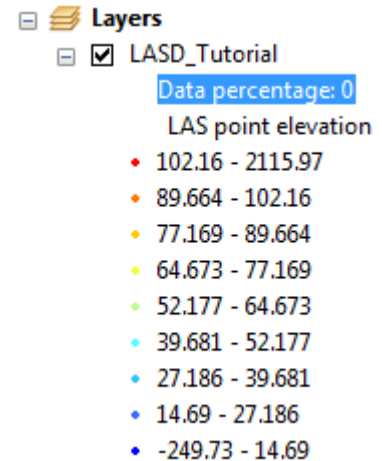 Layers
LASD_Tutorial
Data percentage: 0
LAS point elevation
102.16 - 2115.97
89.664 - 102.16
77.169 - 89.664
64.673 - 77.169
52.177 - 64.673
39.681 - 52.177
27.186 - 39.681
14.69 - 27.186
-249.73 - 14.69